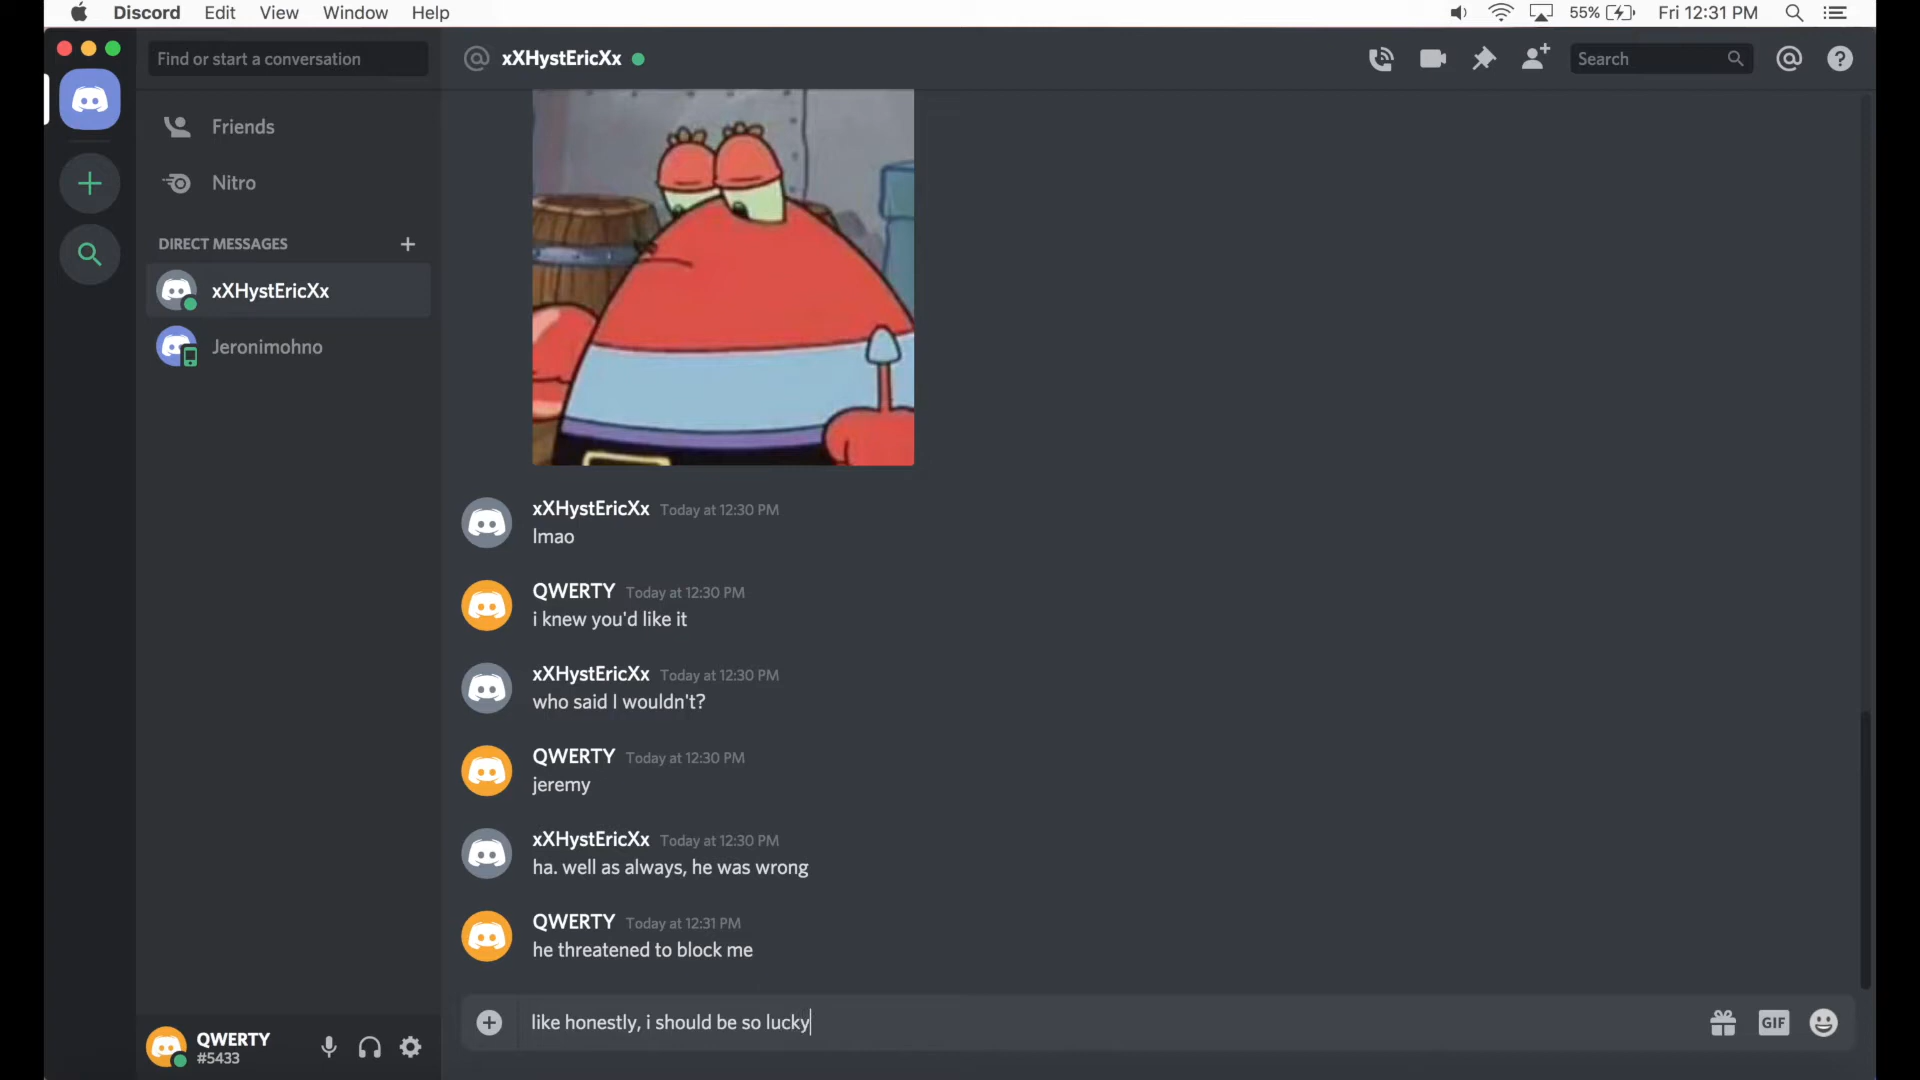 Discord Edit View Window Help
55% Fri 12:31 PM
Find or start a conversation
xXHystEricXx
Search
Friends
Nitro
DIRECT MESSAGES
xXHystEricXx
Jeronimohno
xXHystEricXx Today at 12:30 PM
lmao
QWERTY Today at 12:30 PM
i knew you'd like it
xXHystEricXx Today at 12:30 PM
who said I wouldn't?
QWERTY Today at 12:30 PM
jeremy
xXHystEricXx Today at 12:30 PM
ha. well as always, he was wrong
QWERTY Today at 12:31 PM
he threatened to block me
like honestly, i should be so lucky
GIF
QWERTY
#5433